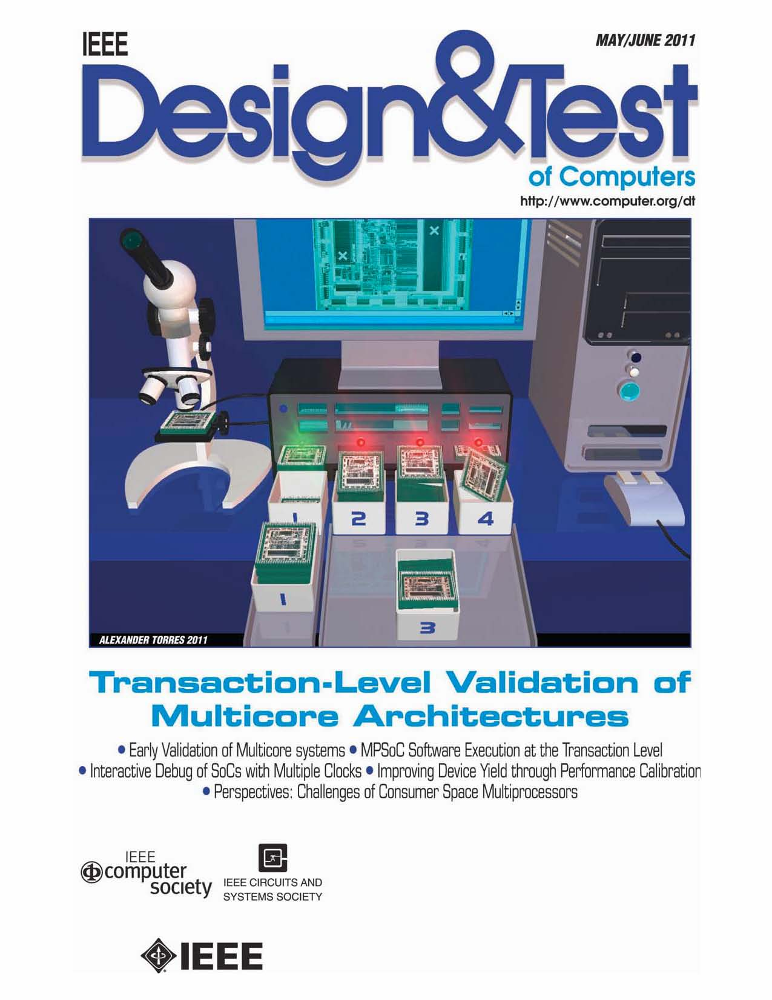 IEEE
MAY/JUNE 2011
Design&Test
of Computers
http://www.computer.org/dt
1 2 3 4
1
3
ALEXANDER TORRES 2011
Transaction-Level Validation of
Multicore Architectures
• Early Validation of Multicore systems • MPSoC Software Execution at the Transaction Level
• Interactive Debug of SoCs with Multiple Clocks • Improving Device Yield through Performance Calibration
• Perspectives: Challenges of Consumer Space Multiprocessors
IEEE
computer
society
IEEE CIRCUITS AND
SYSTEMS SOCIETY
IEEE